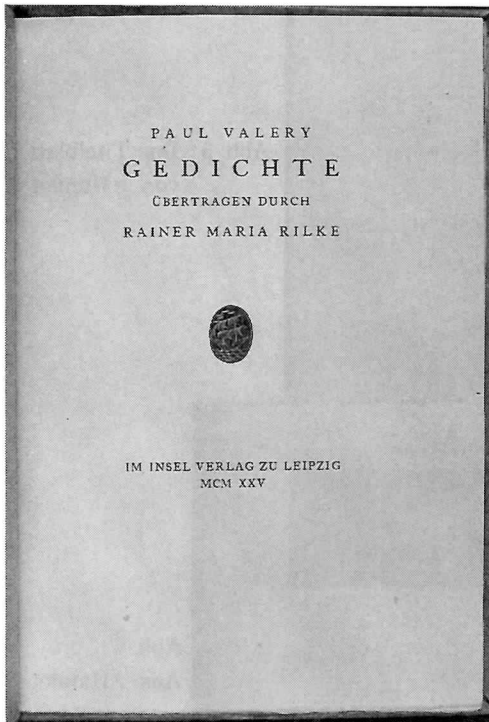 PAUL VALERY
GEDICHTE
ÜBERTRAGEN DURCH
RAINER MARIA RILKE
IM INSEL VERLAG ZU LEIPZIG
MCM XXV